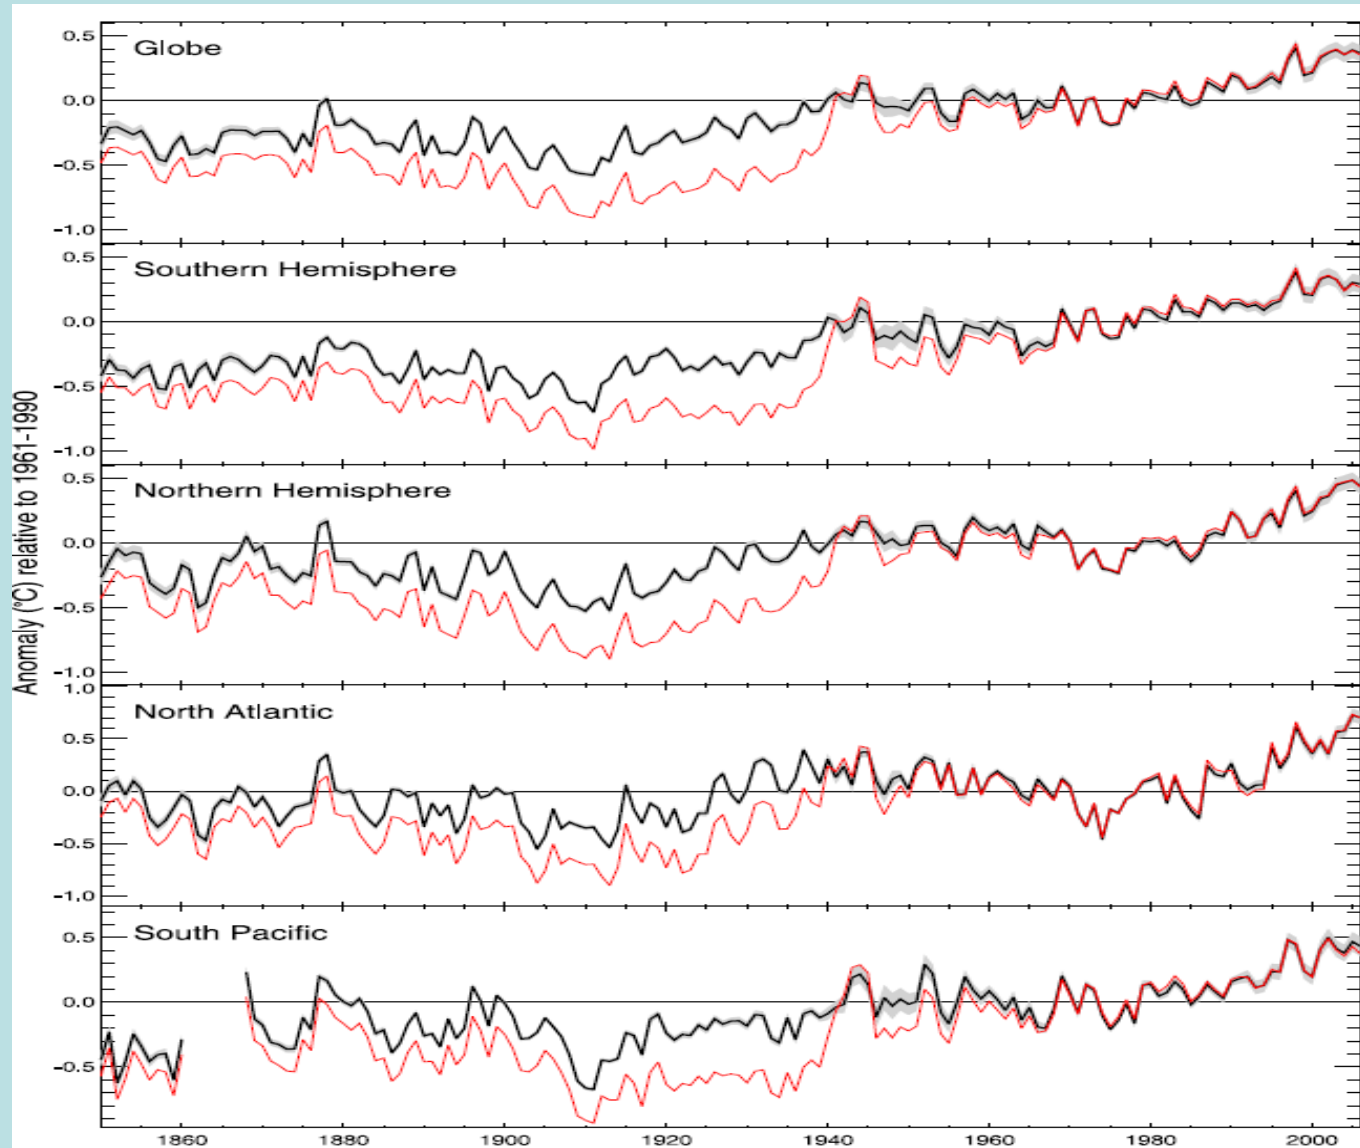 Anomaly (°C) relative to 1961-1990
Globe
0.5
0.0
-0.5
-1.0
Southern Hemisphere
0.5
0.0
-0.5
-1.0
Northern Hemisphere
0.5
0.0
-0.5
-1.0
North Atlantic
1.0
0.5
0.0
-0.5
-1.0
South Pacific
0.5
0.0
-0.5
1860 1880 1900 1920 1940 1960 1980 2000